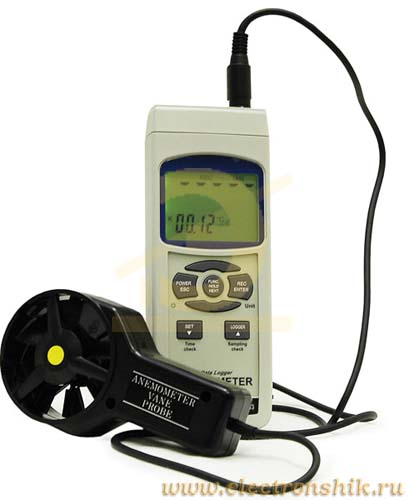 00.12
POWER
ESC
FUNC.
HOLD
NEXT
REC
ENTER
Unit
SET
LOGGER
Time
check
Sampling
check
Data Logger
METER
ANEMOMETER
VANE
PROBE
www.electronshik.ru